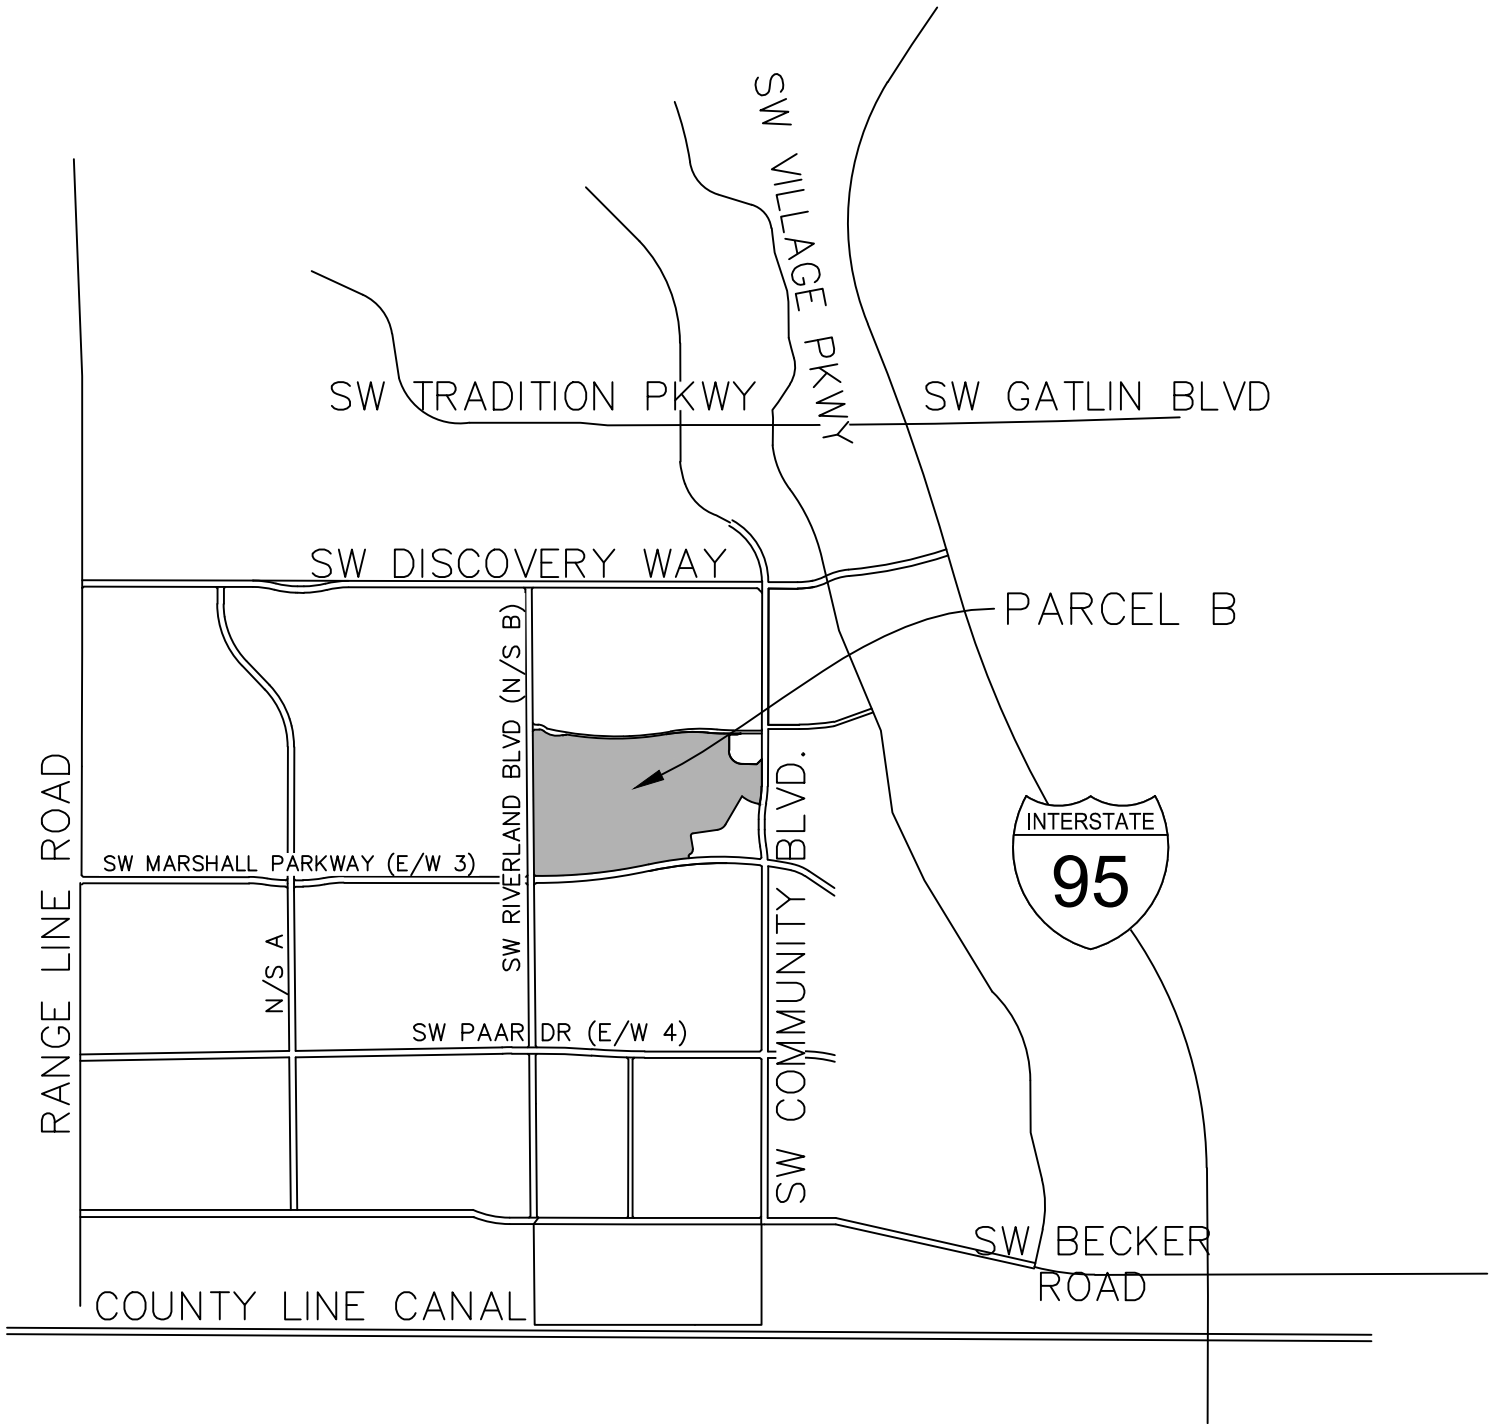 SW VILLAGE PKWY
SW TRADITION PKWY
SW GATLIN BLVD
SW DISCOVERY WAY
PARCEL B
SW RIVERLAND BLVD (N/S B)
RANGE LINE ROAD
SW COMMUNITY BLVD.
INTERSTATE
95
SW MARSHALL PARKWAY (E/W 3)
N/S A
SW PAAR DR (E/W 4)
SW BECKER
ROAD
COUNTY LINE CANAL